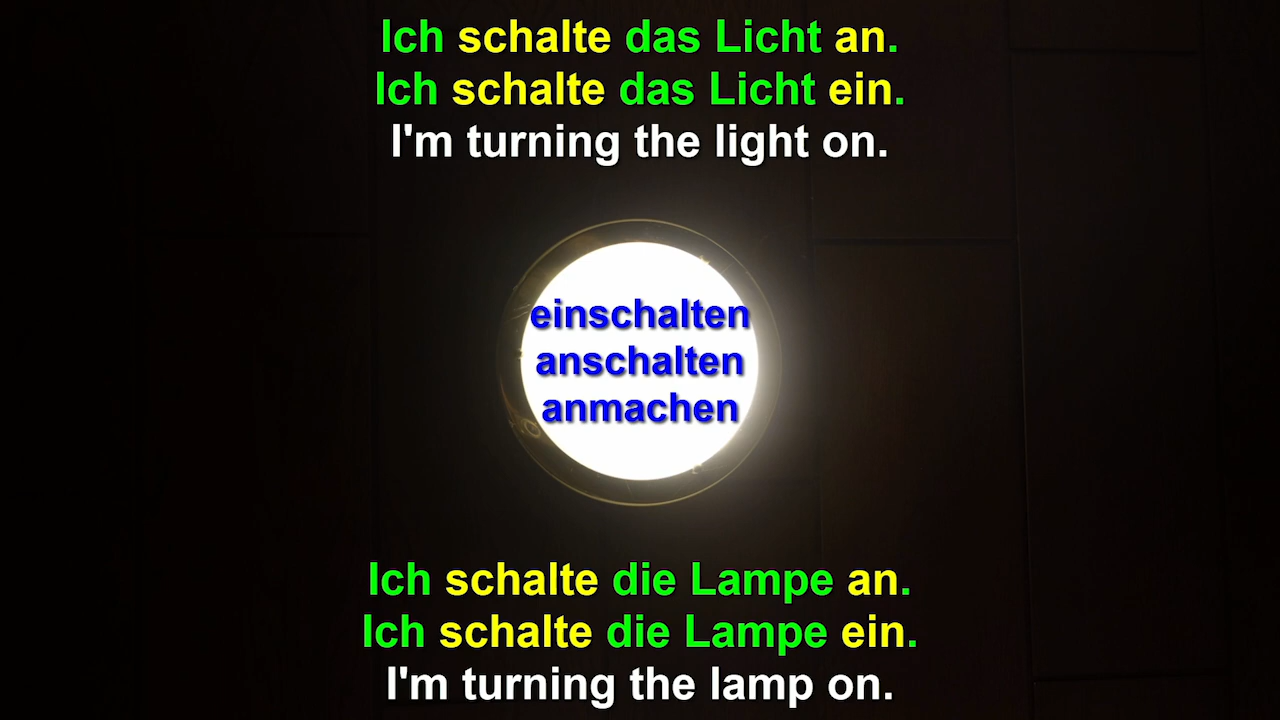 Ich schalte das Licht an.
Ich schalte das Licht ein.
I'm turning the light on.
einschalten
anschalten
anmachen
Ich schalte die Lampe an.
Ich schalte die Lampe ein.
I'm turning the lamp on.